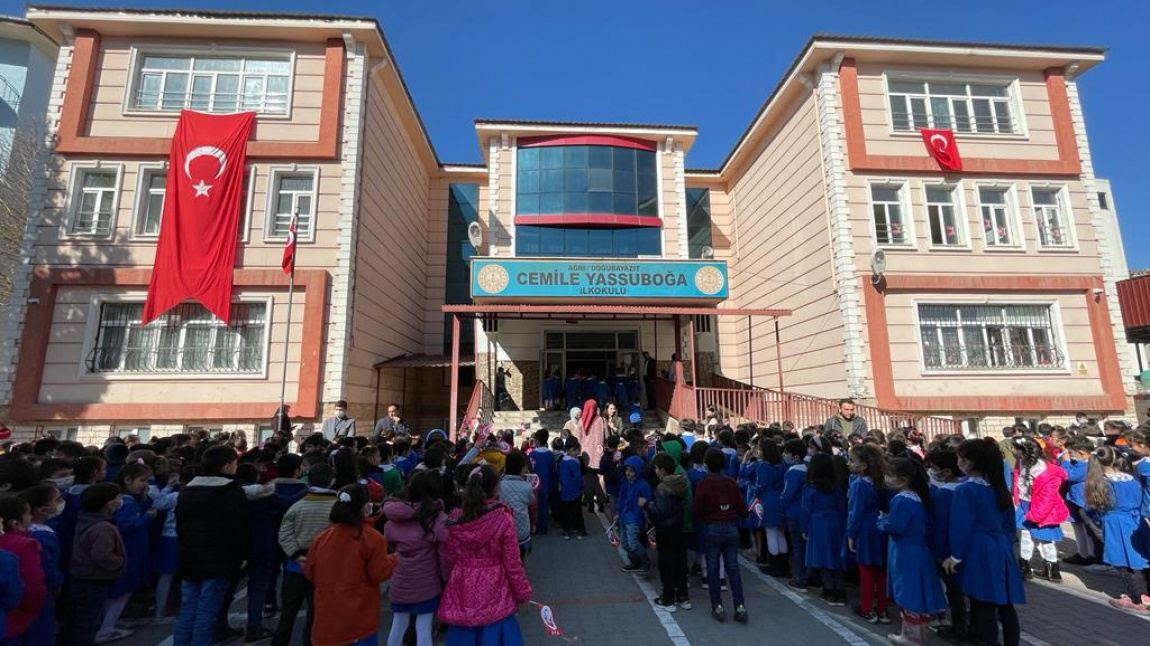 AĞRI / DOĞUBAYAZIT
CEMİLE YASSUBOĞA
İLKOKULU